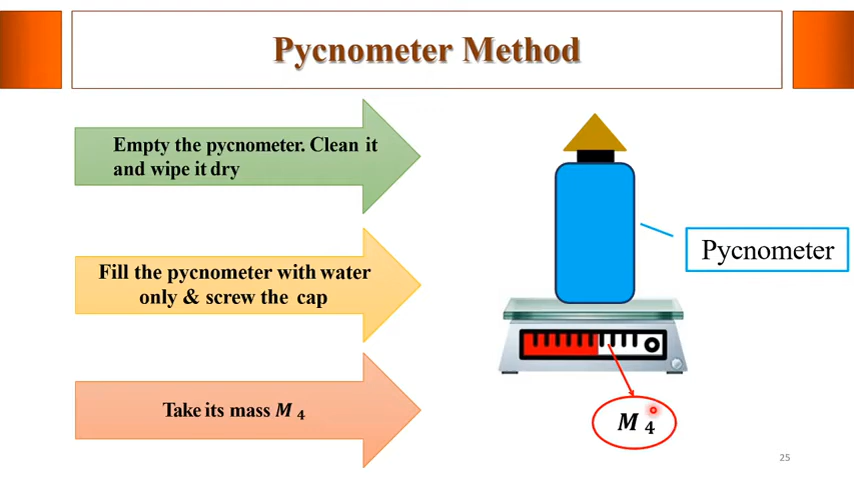 Pycnometer Method
Empty the pycnometer. Clean it
and wipe it dry
Fill the pycnometer with water
only & screw the cap
Take its mass M 4
Pycnometer
M 4
25